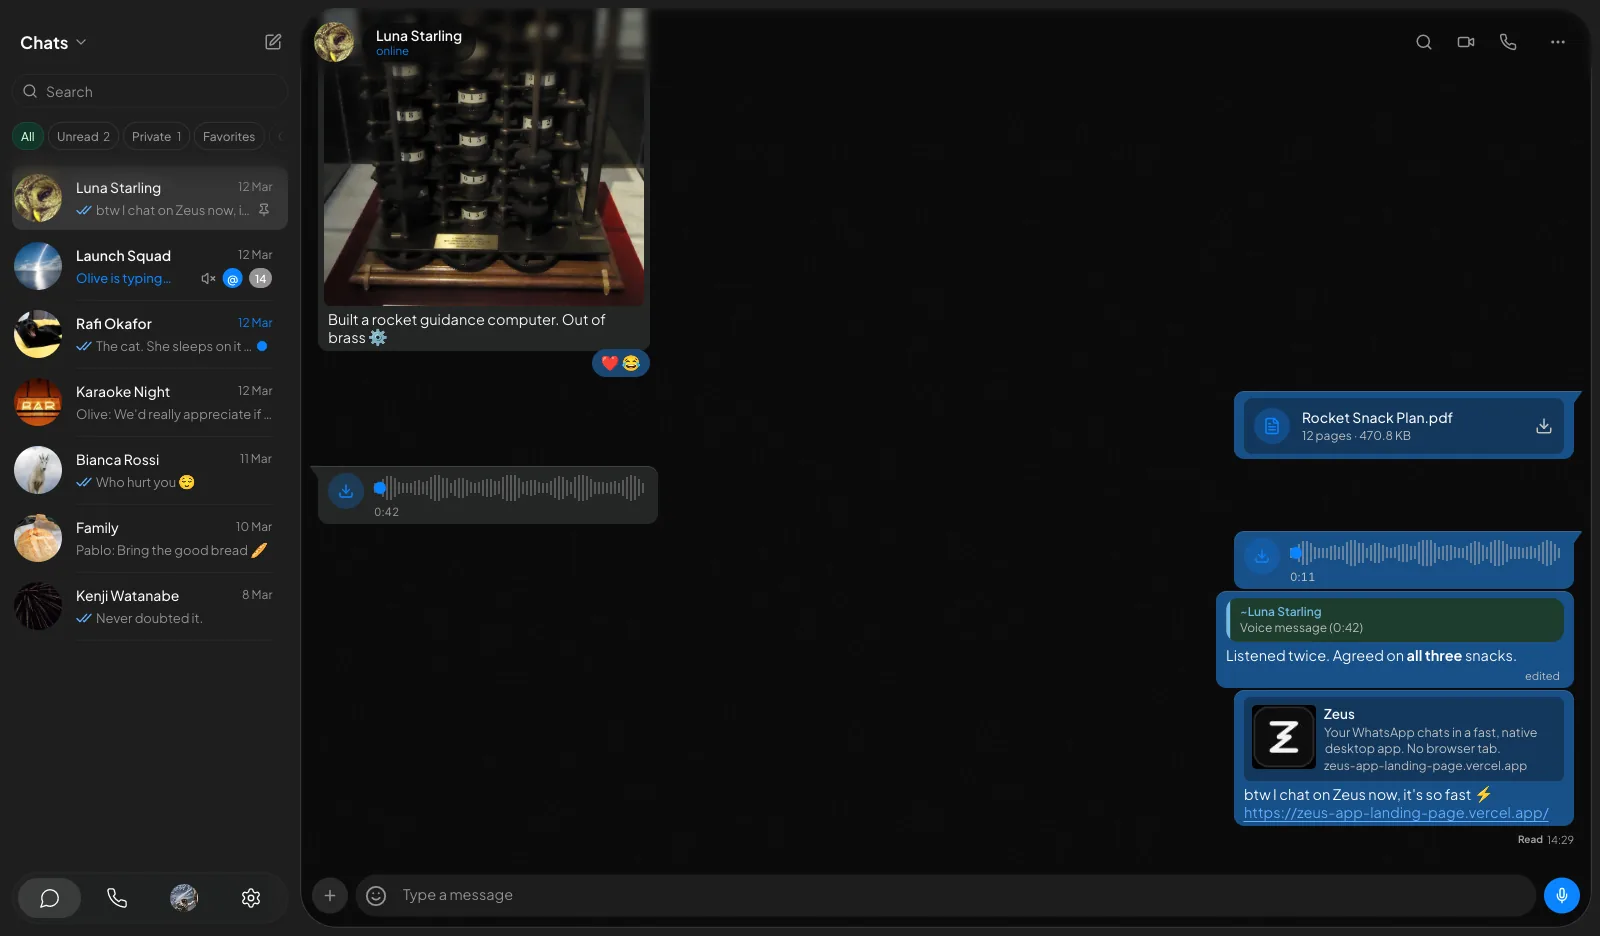 Chats
Search
All
Unread 2
Private 1
Favorites
Luna Starling
12 Mar
btw I chat on Zeus now, i...
Launch Squad
12 Mar
Olive is typing...
@
14
Rafi Okafor
12 Mar
The cat. She sleeps on it ...
Karaoke Night
12 Mar
Olive: We'd really appreciate if ...
BAR
Bianca Rossi
11 Mar
Who hurt you 😌
Family
10 Mar
Pablo: Bring the good bread 🥖
Kenji Watanabe
8 Mar
Never doubted it.
Luna Starling
online
Built a rocket guidance computer. Out of
brass ⚙️
❤️😂
Rocket Snack Plan.pdf
12 pages · 470.8 KB
0:42
0:11
~Luna Starling
Voice message (0:42)
Listened twice. Agreed on all three snacks.
edited
Zeus
Your WhatsApp chats in a fast, native
desktop app. No browser tab.
zeus-app-landing-page.vercel.app
btw I chat on Zeus now, it's so fast ⚡
https://zeus-app-landing-page.vercel.app/
Read 14:29
Type a message